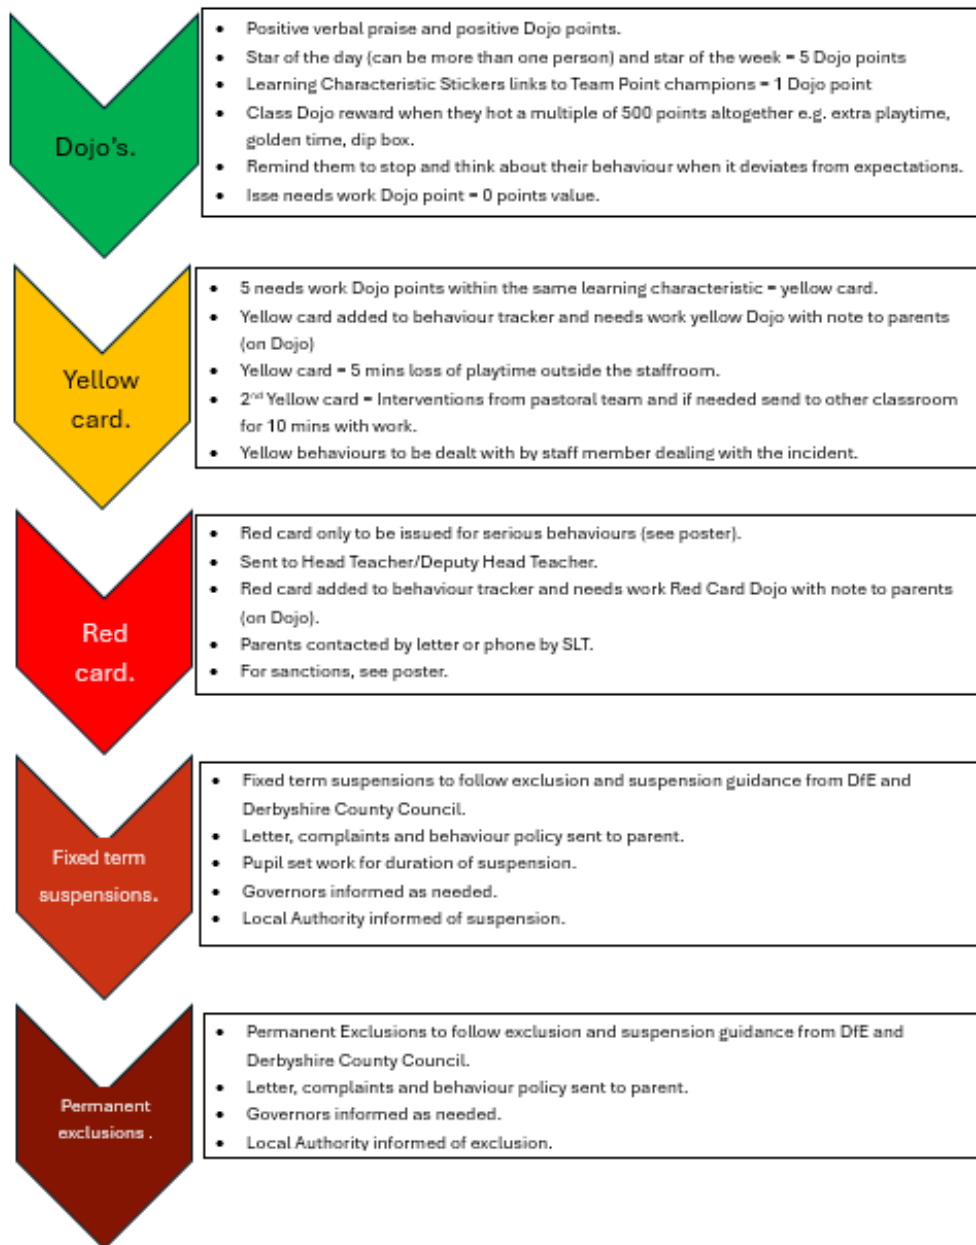 Dojo's.
• Positive verbal praise and positive Dojo points.
• Star of the day (can be more than one person) and star of the week = 5 Dojo points
• Learning Characteristic Stickers links to Team Point champions = 1 Dojo point
• Class Dojo reward when they hot a multiple of 500 points altogether e.g. extra playtime,
golden time, dip box.
• Remind them to stop and think about their behaviour when it deviates from expectations.
• Isse needs work Dojo point = 0 points value.
Yellow
card.
• 5 needs work Dojo points within the same learning characteristic = yellow card.
• Yellow card added to behaviour tracker and needs work yellow Dojo with note to parents
(on Dojo)
• Yellow card = 5 mins loss of playtime outside the staffroom.
• 2nd Yellow card = Interventions from pastoral team and if needed send to other classroom
for 10 mins with work.
• Yellow behaviours to be dealt with by staff member dealing with the incident.
Red
card.
• Red card only to be issued for serious behaviours (see poster).
• Sent to Head Teacher/Deputy Head Teacher.
• Red card added to behaviour tracker and needs work Red Card Dojo with note to parents
(on Dojo).
• Parents contacted by letter or phone by SLT.
• For sanctions, see poster.
Fixed term
suspensions.
• Fixed term suspensions to follow exclusion and suspension guidance from DfE and
Derbyshire County Council.
• Letter, complaints and behaviour policy sent to parent.
• Pupil set work for duration of suspension.
• Governors informed as needed.
• Local Authority informed of suspension.
Permanent
exclusions .
• Permanent Exclusions to follow exclusion and suspension guidance from DfE and
Derbyshire County Council.
• Letter, complaints and behaviour policy sent to parent.
• Governors informed as needed.
• Local Authority informed of exclusion.